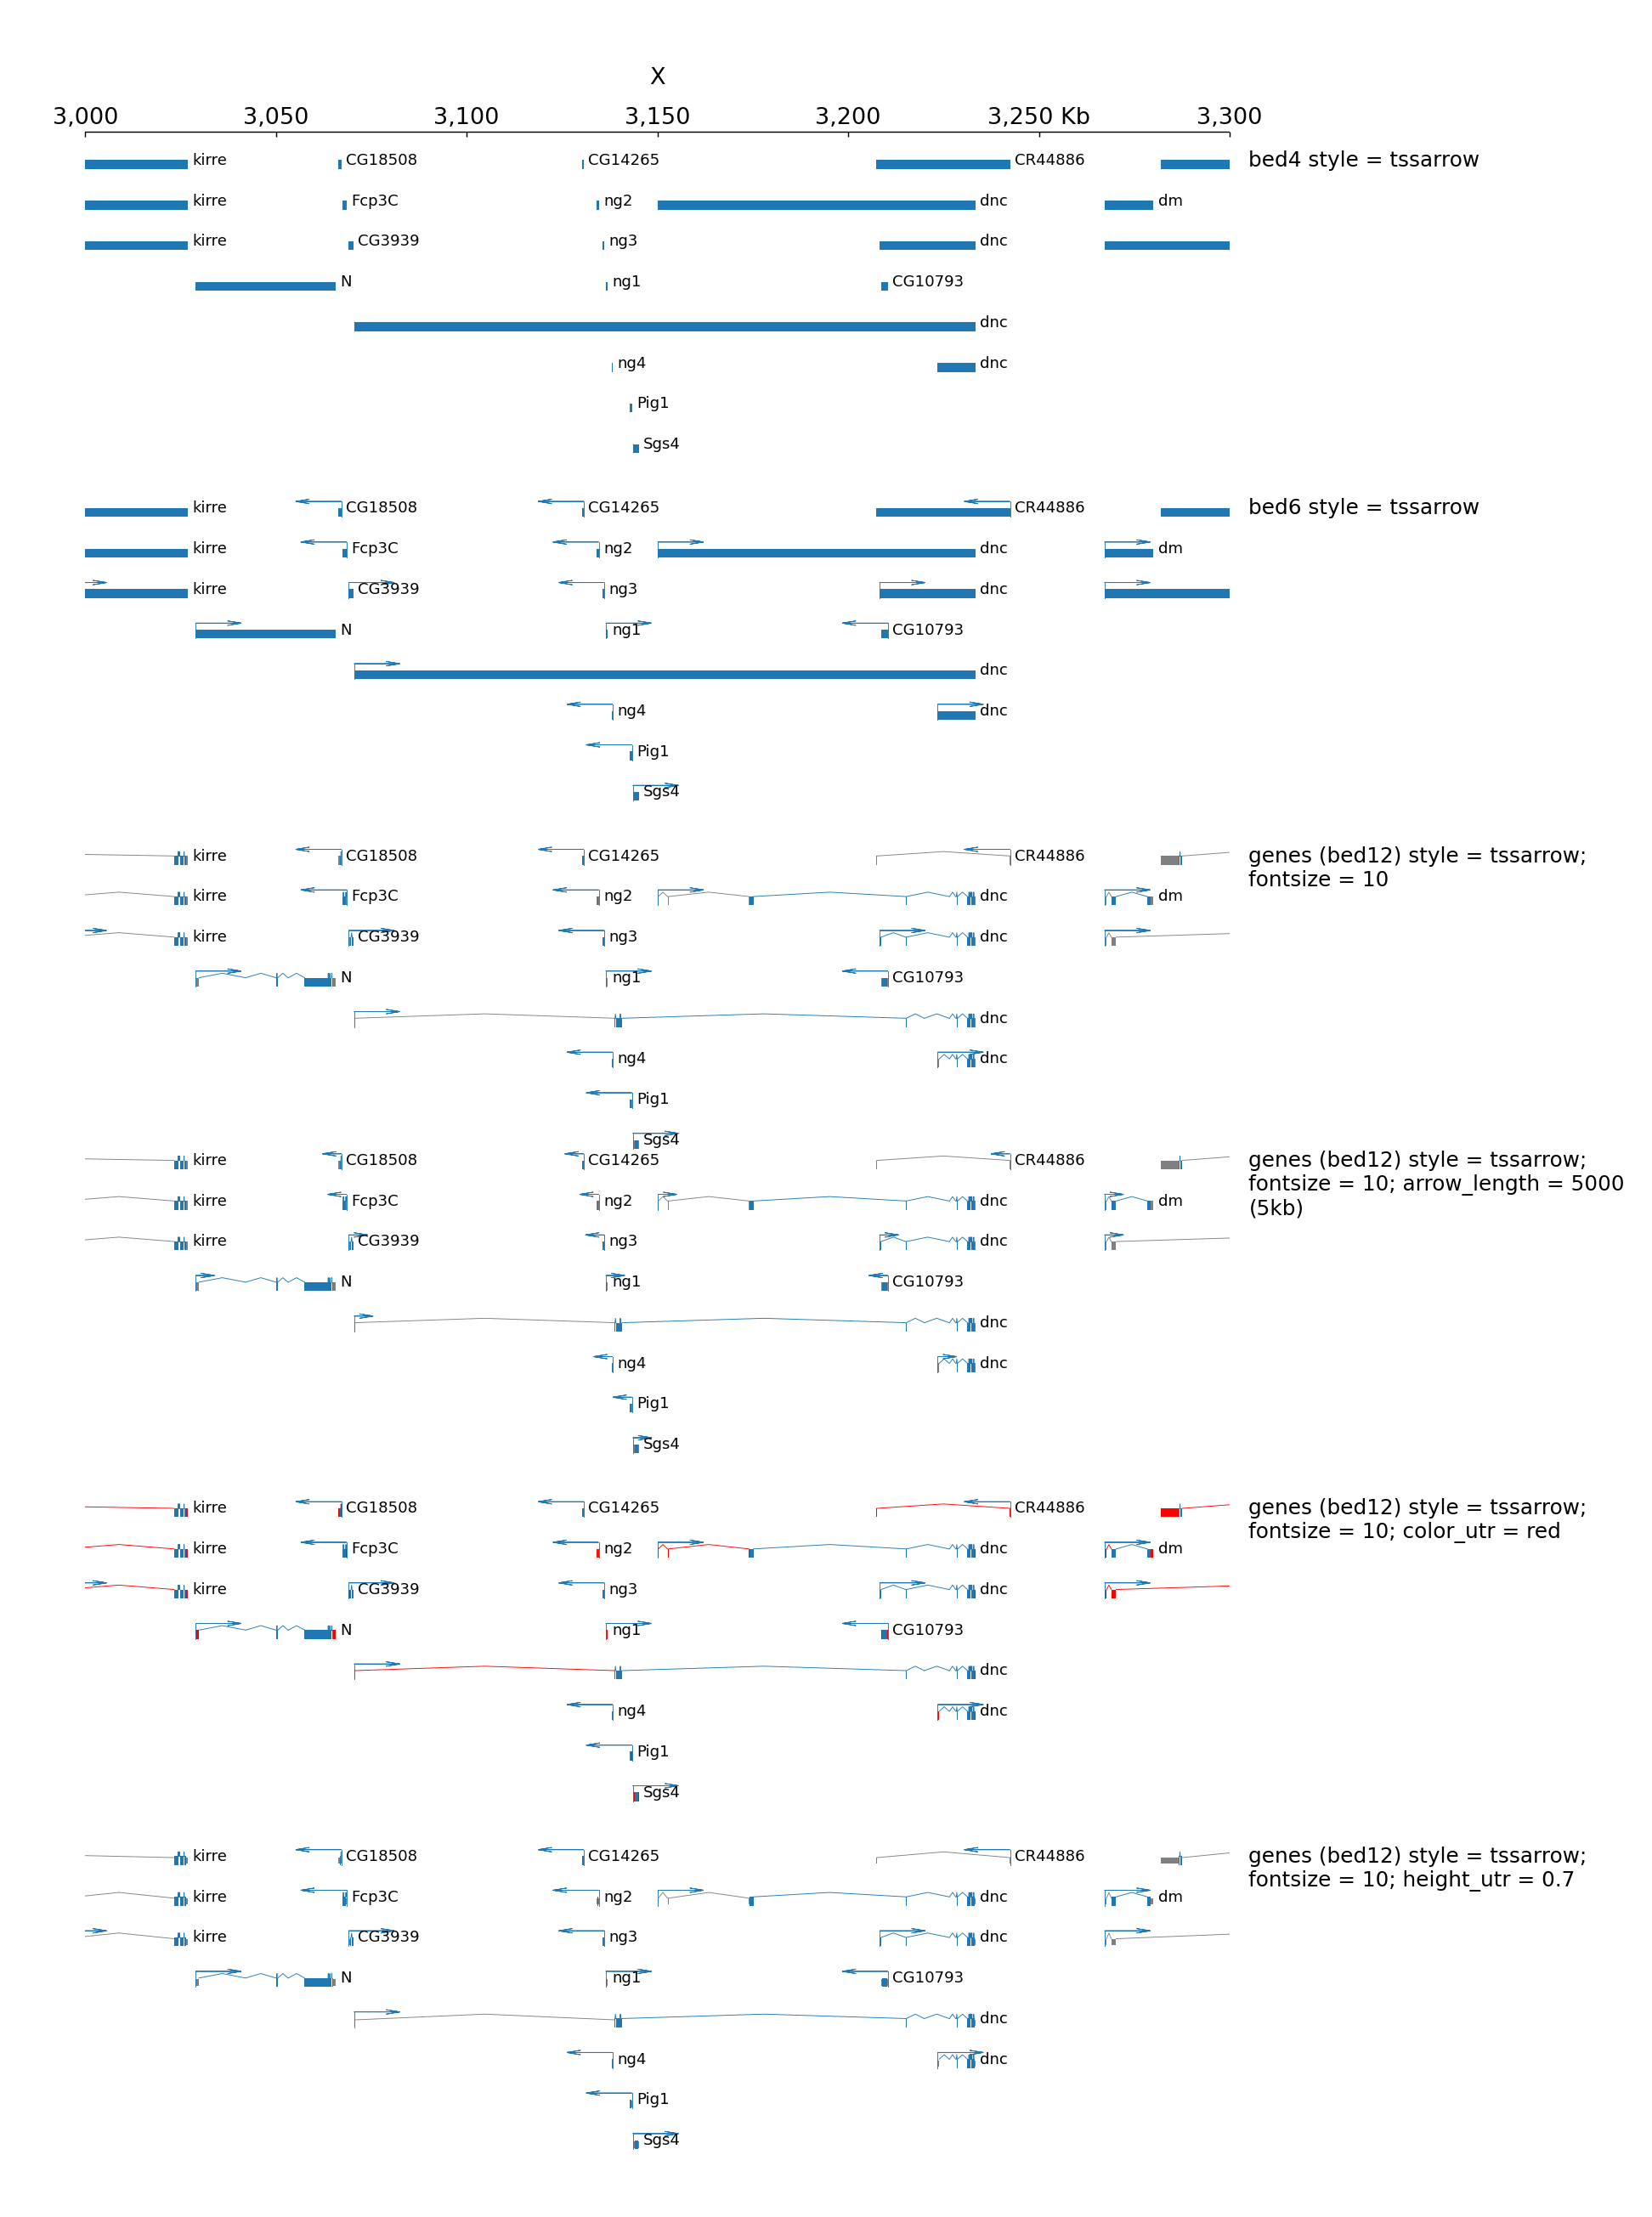 X
3,000 3,050 3,100 3,150 3,200 3,250 Kb 3,300
kirre CG18508 CG14265 CR44886 bed4 style = tssarrow
kirre Fcp3C ng2 dnc dm
kirre CG3939 ng3 dnc
N ng1 CG10793
dnc
ng4 dnc
Pig1
Sgs4
kirre CG18508 CG14265 CR44886 bed6 style = tssarrow
kirre Fcp3C ng2 dnc dm
kirre CG3939 ng3 dnc
N ng1 CG10793
dnc
ng4 dnc
Pig1
Sgs4
kirre CG18508 CG14265 CR44886 genes (bed12) style = tssarrow;
fontsize = 10
kirre Fcp3C ng2 dnc dm
kirre CG3939 ng3 dnc
N ng1 CG10793
dnc
ng4 dnc
Pig1
Sgs4
kirre CG18508 CG14265 CR44886 genes (bed12) style = tssarrow;
fontsize = 10; arrow_length = 5000
kirre Fcp3C ng2 dnc dm
(5kb)
kirre CG3939 ng3 dnc
N ng1 CG10793
dnc
ng4 dnc
Pig1
Sgs4
kirre CG18508 CG14265 CR44886 genes (bed12) style = tssarrow;
fontsize = 10; color_utr = red
kirre Fcp3C ng2 dnc dm
kirre CG3939 ng3 dnc
N ng1 CG10793
dnc
ng4 dnc
Pig1
Sgs4
kirre CG18508 CG14265 CR44886 genes (bed12) style = tssarrow;
fontsize = 10; height_utr = 0.7
kirre Fcp3C ng2 dnc dm
kirre CG3939 ng3 dnc
N ng1 CG10793
dnc
ng4 dnc
Pig1
Sgs4